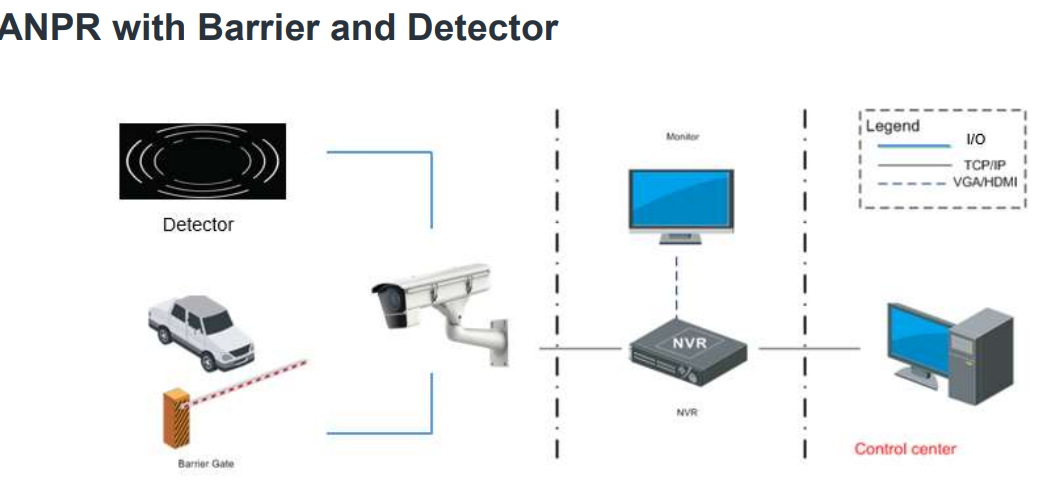 ANPR with Barrier and Detector
Legend
I/O
TCP/IP
VGA/HDMI
Monitor
Detector
NVR
NVR
Control center
Barrier Gate